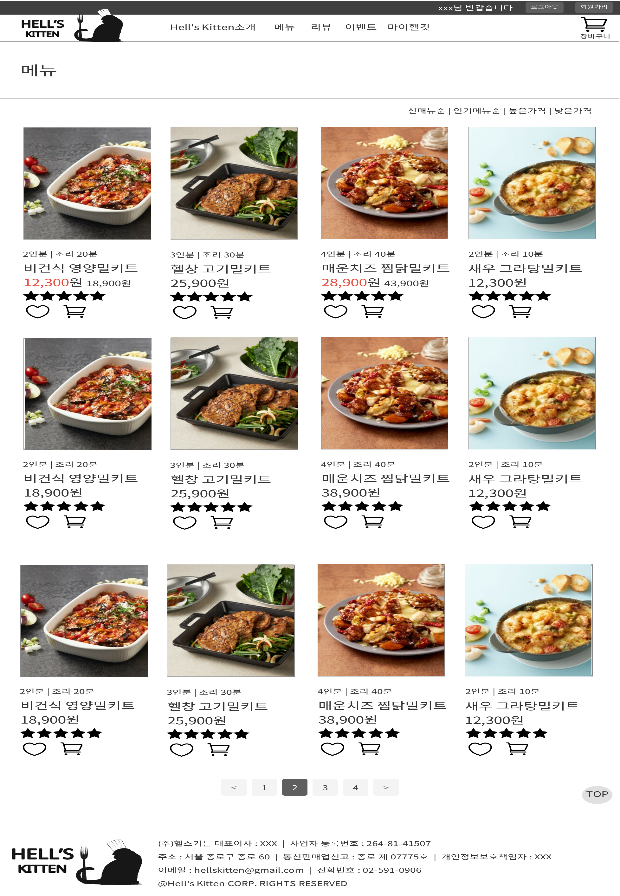 xxx님 반갑습니다 로그아웃 회원가입
HELL'S
KITTEN
Hell's Kitten소개 메뉴 리뷰 이벤트 마이헬킷
장바구니
메뉴
신메뉴순 | 인기메뉴순 | 높은가격 | 낮은가격
2인분 | 조리 20분 3인분 | 조리 30분 4인분 | 조리 40분 2인분 | 조리 10분
비건식 영양밀키트 헬창 고기밀키트 매운치즈 찜닭밀키트 새우 그라탕밀키트
12,300원 18,900원 25,900원 28,900원 43,900원 12,300원
2인분 | 조리 20분 3인분 | 조리 30분 4인분 | 조리 40분 2인분 | 조리 10분
비건식 영양밀키트 헬창 고기밀키트 매운치즈 찜닭밀키트 새우 그라탕밀키트
18,900원 25,900원 38,900원 12,300원
2인분 | 조리 20분 3인분 | 조리 30분 4인분 | 조리 40분 2인분 | 조리 10분
비건식 영양밀키트 헬창 고기밀키트 매운치즈 찜닭밀키트 새우 그라탕밀키트
18,900원 25,900원 38,900원 12,300원
< 1 2 3 4 >
TOP
HELL'S
KITTEN
(주)헬스키튼 대표이사 : XXX | 사업자 등록번호 : 264-81-41507
주소 : 서울 종로구 종로 60 | 통신판매업신고 : 종로 제 07775호 | 개인정보보호책임자 : XXX
이메일 : hellskitten@gmail.com | 전화번호 : 02-591-0906
@Hell's Kitten CORP. RIGHTS RESERVED